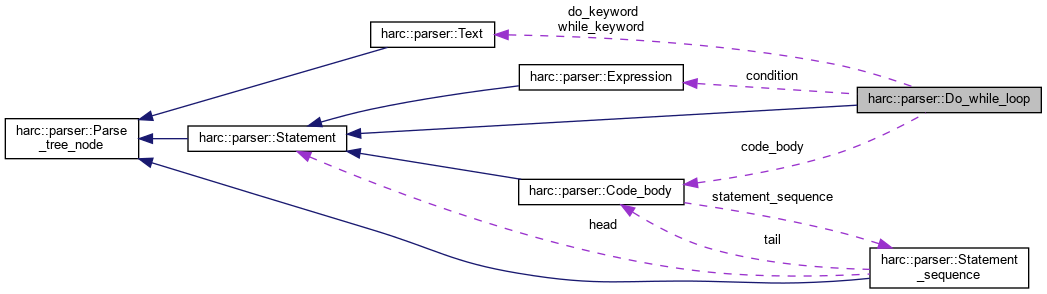 do_keyword
while_keyword
harc::parser::Text
harc::parser::Expression
condition
harc::parser::Do_while_loop
harc::parser::Parse
_tree_node
harc::parser::Statement
code_body
harc::parser::Code_body
statement_sequence
head
tail
harc::parser::Statement
_sequence